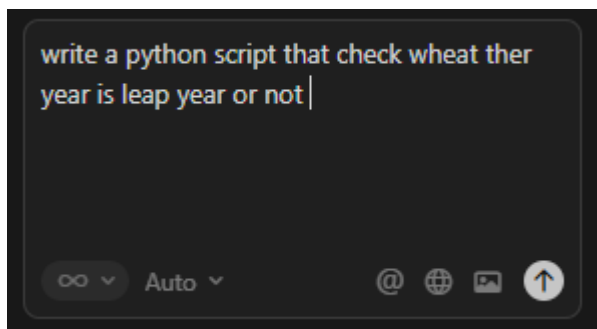 write a python script that check wheat ther
year is leap year or not
Auto
@